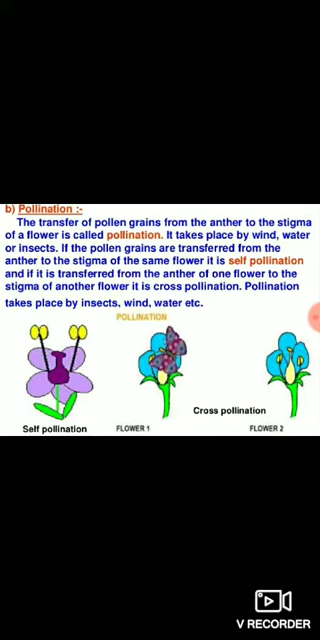 b) Pollination :-
The transfer of pollen grains from the anther to the stigma
of a flower is called pollination. It takes place by wind, water
or insects. If the pollen grains are transferred from the
anther to the stigma of the same flower it is self pollination
and if it is transferred from the anther of one flower to the
stigma of another flower it is cross pollination. Pollination
takes place by insects, wind, water etc.
POLLINATION
Cross pollination
Self pollination
FLOWER 1
FLOWER 2
V RECORDER